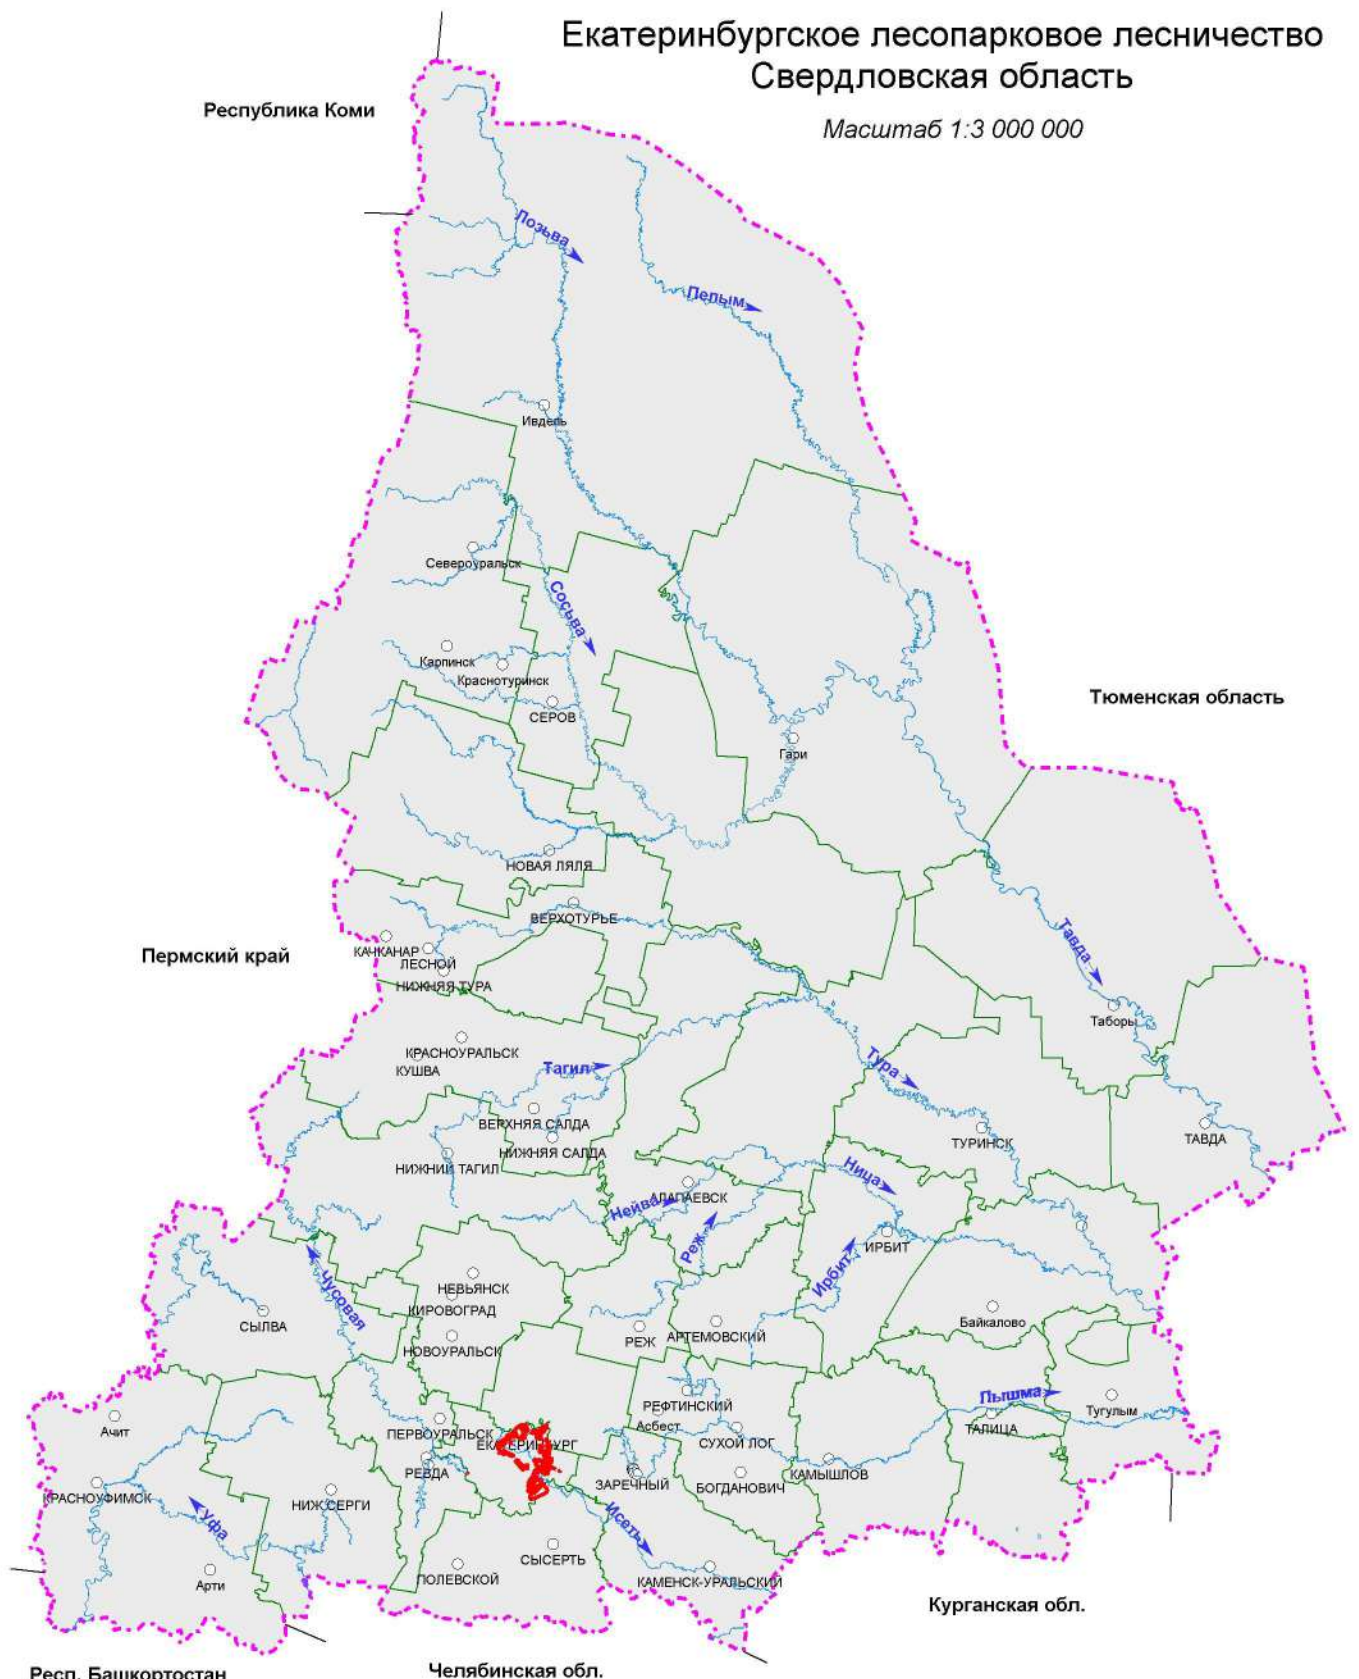 Екатеринбургское лесопарковое лесничество
Свердловская область
Масштаб 1:3 000 000
Республика Коми
Лозьва
Пелым
Ивдель
Североуральск
Сосьва
Карпинск
Краснотуринск
СЕРОВ
Тюменская область
Гари
НОВАЯ ЛЯЛЯ
ВЕРХОТУРЬЕ
Пермский край
КАЧКАНАР
ЛЕСНОЙ
НИЖНЯЯ ТУРА
Тавда
Таборы
КРАСНОУРАЛЬСК
КУШВА
Тагил
Тура
ВЕРХНЯЯ САЛДА
НИЖНЯЯ САЛДА
НИЖНИЙ ТАГИЛ
ТУРИНСК
ТАВДА
Ница
АЛАПАЕВСК
Нейва
Реж
ИРБИТ
Ирбит
Чусовая
НЕВЬЯНСК
КИРОВОГРАД
СЫЛВА
НОВОУРАЛЬСК
РЕЖ
АРТЕМОВСКИЙ
Байкалово
Пышма
Тугулым
РЕФТИНСКИЙ
Асбест
ТАЛИЦА
Ачит
ПЕРВОУРАЛЬСК
ЕКАТЕРИНБУРГ
СУХОЙ ЛОГ
РЕВДА
ЗАРЕЧНЫЙ
БОГДАНОВИЧ
КАМЫШЛОВ
КРАСНОУФИМСК
НИЖ.СЕРГИ
Уфа
Исеть
СЫСЕРТЬ
Арти
ПОЛЕВСКОЙ
КАМЕНСК-УРАЛЬСКИЙ
Курганская обл.
Респ. Башкортостан
Челябинская обл.